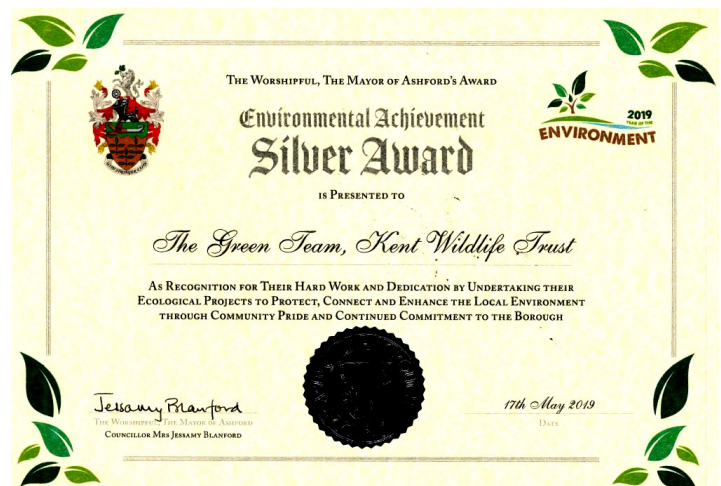 THE WORSHIPFUL, THE MAYOR OF ASHFORD'S AWARD
Environmental Achievement
Silver Award
2019
YEAR OF THE
ENVIRONMENT
IS PRESENTED TO
The Green Team, Kent Wildlife Trust
AS RECOGNITION FOR THEIR HARD WORK AND DEDICATION BY UNDERTAKING THEIR
ECOLOGICAL PROJECTS TO PROTECT, CONNECT AND ENHANCE THE LOCAL ENVIRONMENT
THROUGH COMMUNITY PRIDE AND CONTINUED COMMITMENT TO THE BOROUGH
Jessamy Blanford
THE WORSHIPFUL, THE MAYOR OF ASHFORD
COUNCILLOR MRS JESSAMY BLANFORD
17th May 2019
DATE